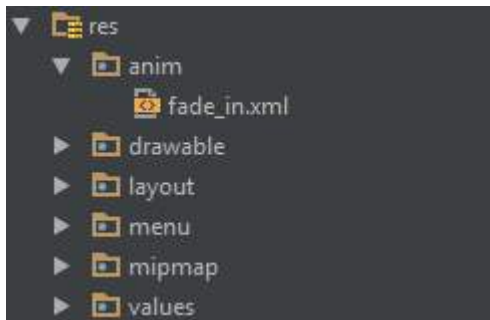 res
anim
fade_in.xml
drawable
layout
menu
mipmap
values